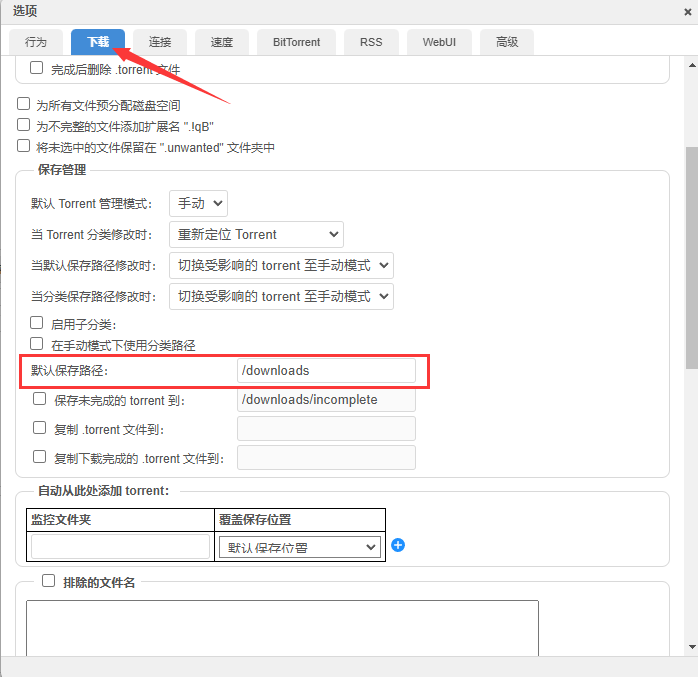 选项
行为 下载 连接 速度 BitTorrent RSS WebUI 高级
完成后删除 .torrent 文件
为所有文件预分配磁盘空间
为不完整的文件添加扩展名 ".!qB"
将未选中的文件保留在 ".unwanted" 文件夹中
保存管理
默认 Torrent 管理模式： 手动
当 Torrent 分类修改时： 重新定位 Torrent
当默认保存路径修改时： 切换受影响的 torrent 至手动模式
当分类保存路径修改时： 切换受影响的 torrent 至手动模式
启用子分类：
在手动模式下使用分类路径
默认保存路径： /downloads
保存未完成的 torrent 到： /downloads/incomplete
复制 .torrent 文件到：
复制下载完成的 .torrent 文件到：
自动从此处添加 torrent：
监控文件夹 覆盖保存位置
默认保存位置
排除的文件名